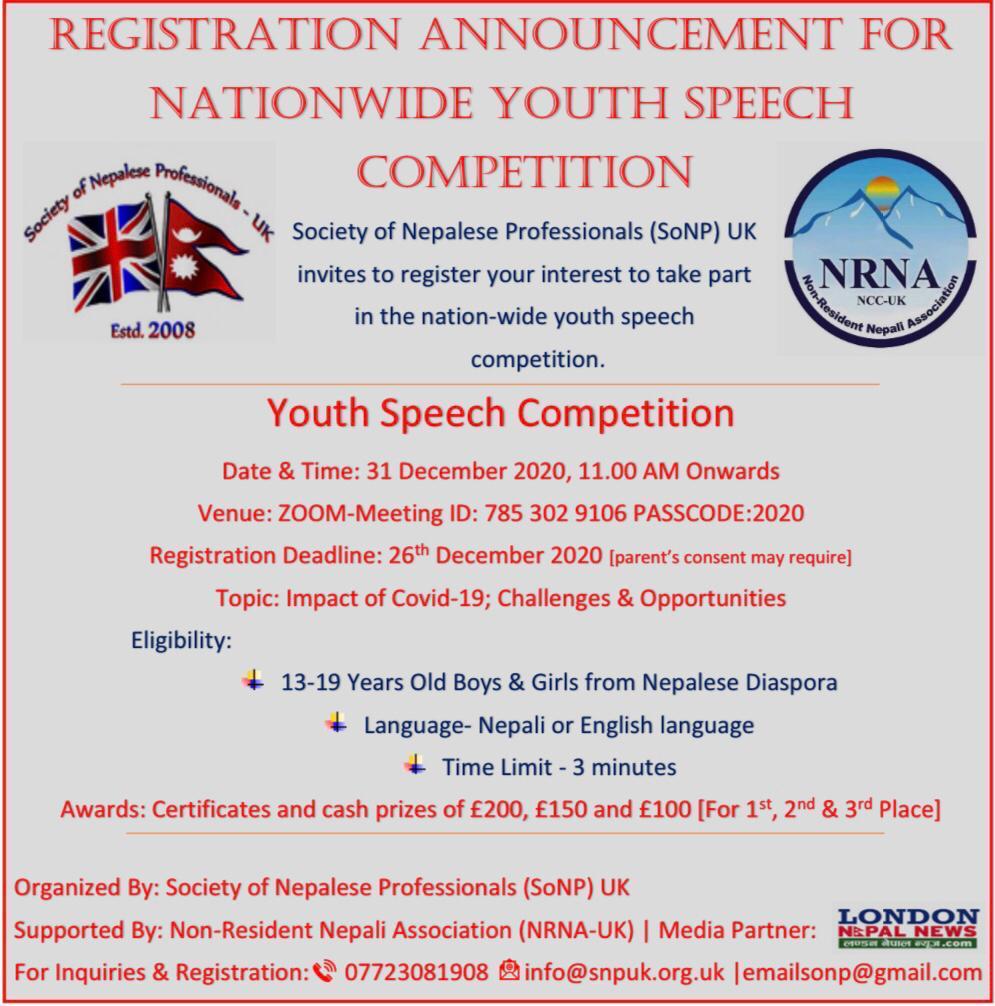 REGISTRATION ANNOUNCEMENT FOR
NATIONWIDE YOUTH SPEECH
COMPETITION
Society of Nepalese Professionals - UK
Estd. 2008
Society of Nepalese Professionals (SoNP) UK
invites to register your interest to take part
in the nation-wide youth speech
competition.
NRNA
NCC-UK
Non-Resident Nepali Association
Youth Speech Competition
Date & Time: 31 December 2020, 11.00 AM Onwards
Venue: ZOOM-Meeting ID: 785 302 9106 PASSCODE:2020
Registration Deadline: 26th December 2020 [parent's consent may require]
Topic: Impact of Covid-19; Challenges & Opportunities
Eligibility:
13-19 Years Old Boys & Girls from Nepalese Diaspora
Language- Nepali or English language
Time Limit - 3 minutes
Awards: Certificates and cash prizes of £200, £150 and £100 [For 1st, 2nd & 3rd Place]
Organized By: Society of Nepalese Professionals (SoNP) UK
Supported By: Non-Resident Nepali Association (NRNA-UK) | Media Partner:
LONDON
NEPAL NEWS
लण्डन नेपाल न्यूज.com
For Inquiries & Registration: 07723081908 info@snpuk.org.uk |emailsonp@gmail.com